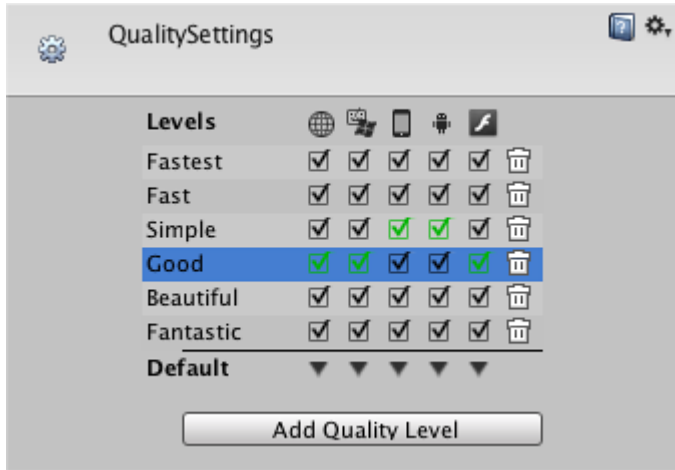 QualitySettings
Levels
Fastest
Fast
Simple
Good
Beautiful
Fantastic
Default
Add Quality Level